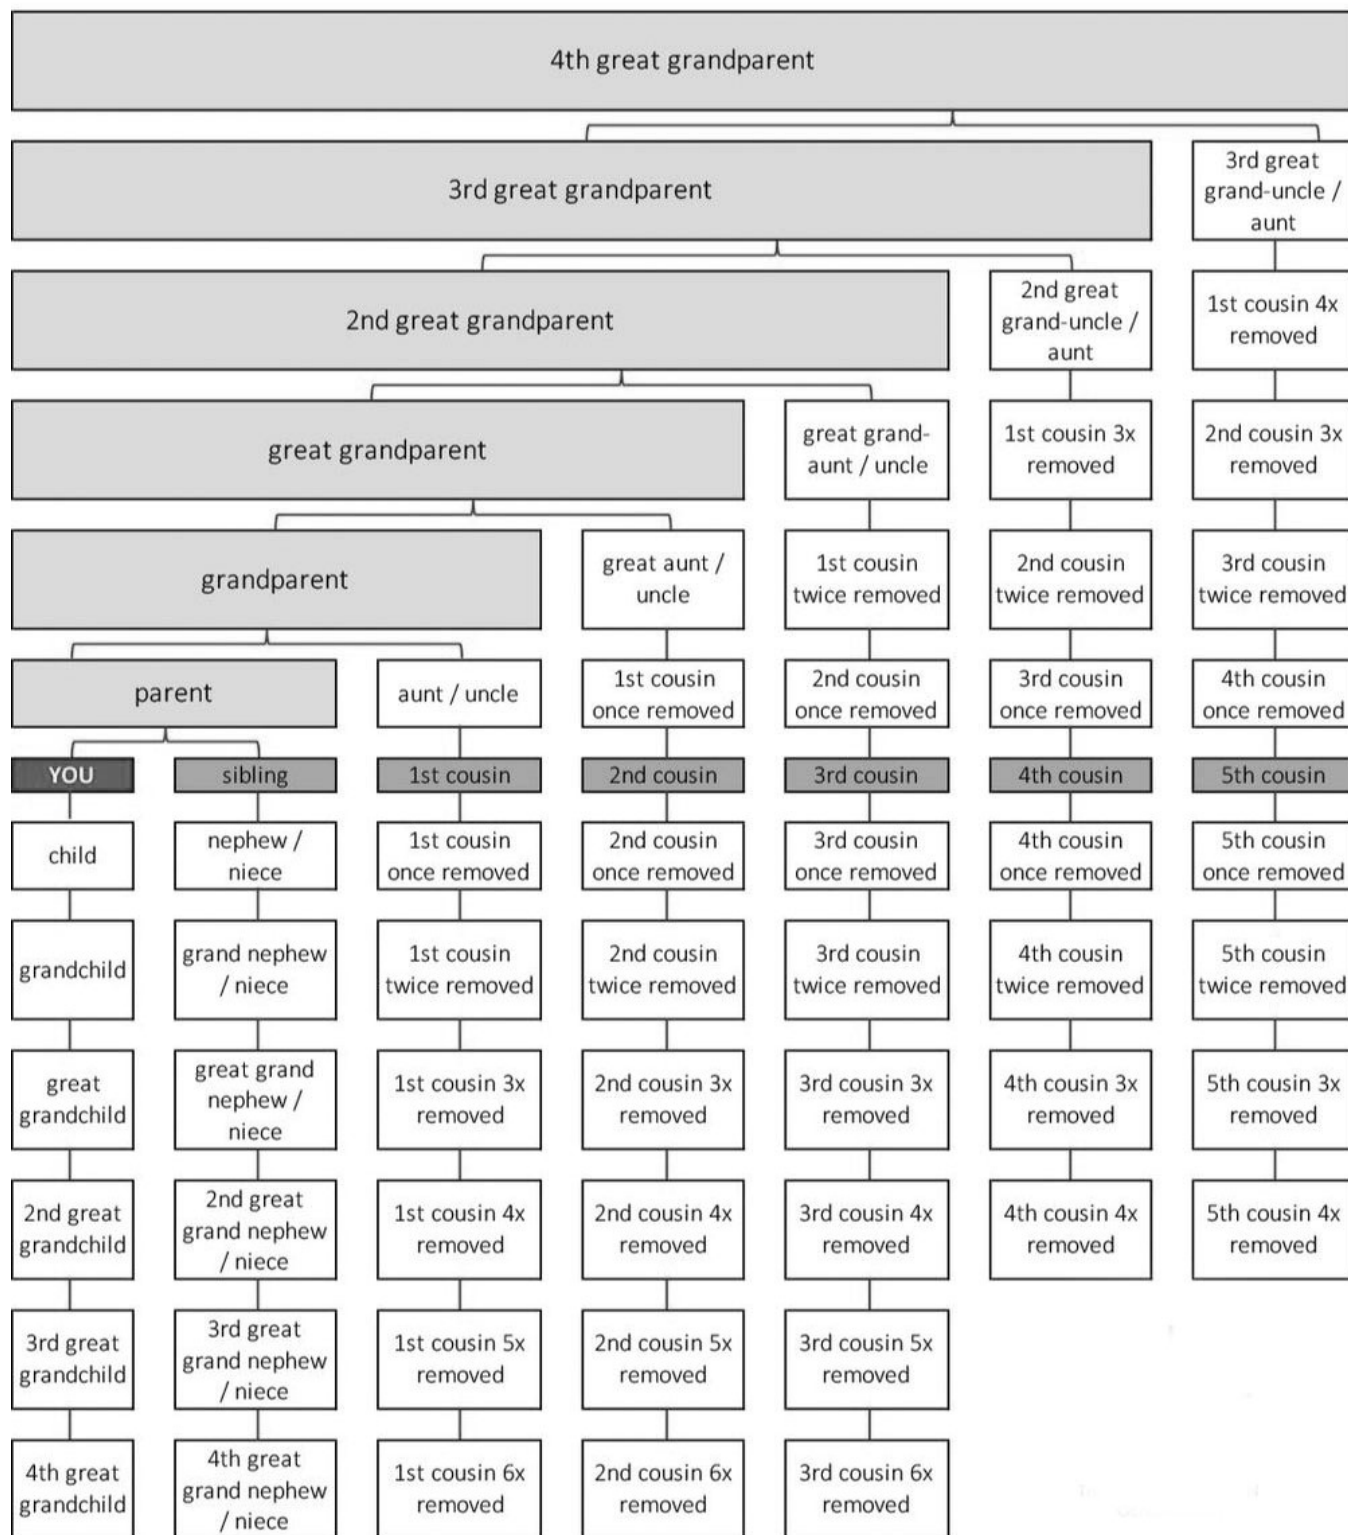 4th great grandparent
3rd great grandparent
3rd great
grand-uncle /
aunt
2nd great grandparent
2nd great
grand-uncle /
aunt
1st cousin 4x
removed
great grandparent
great grand-
aunt / uncle
1st cousin 3x
removed
2nd cousin 3x
removed
grandparent
great aunt /
uncle
1st cousin
twice removed
2nd cousin
twice removed
3rd cousin
twice removed
parent
aunt / uncle
1st cousin
once removed
2nd cousin
once removed
3rd cousin
once removed
4th cousin
once removed
YOU
sibling
1st cousin
2nd cousin
3rd cousin
4th cousin
5th cousin
child
nephew /
niece
1st cousin
once removed
2nd cousin
once removed
3rd cousin
once removed
4th cousin
once removed
5th cousin
once removed
grandchild
grand nephew
/ niece
1st cousin
twice removed
2nd cousin
twice removed
3rd cousin
twice removed
4th cousin
twice removed
5th cousin
twice removed
great
grandchild
great grand
nephew /
niece
1st cousin 3x
removed
2nd cousin 3x
removed
3rd cousin 3x
removed
4th cousin 3x
removed
5th cousin 3x
removed
2nd great
grandchild
2nd great
grand nephew
/ niece
1st cousin 4x
removed
2nd cousin 4x
removed
3rd cousin 4x
removed
4th cousin 4x
removed
5th cousin 4x
removed
3rd great
grandchild
3rd great
grand nephew
/ niece
1st cousin 5x
removed
2nd cousin 5x
removed
3rd cousin 5x
removed
4th great
grandchild
4th great
grand nephew
/ niece
1st cousin 6x
removed
2nd cousin 6x
removed
3rd cousin 6x
removed